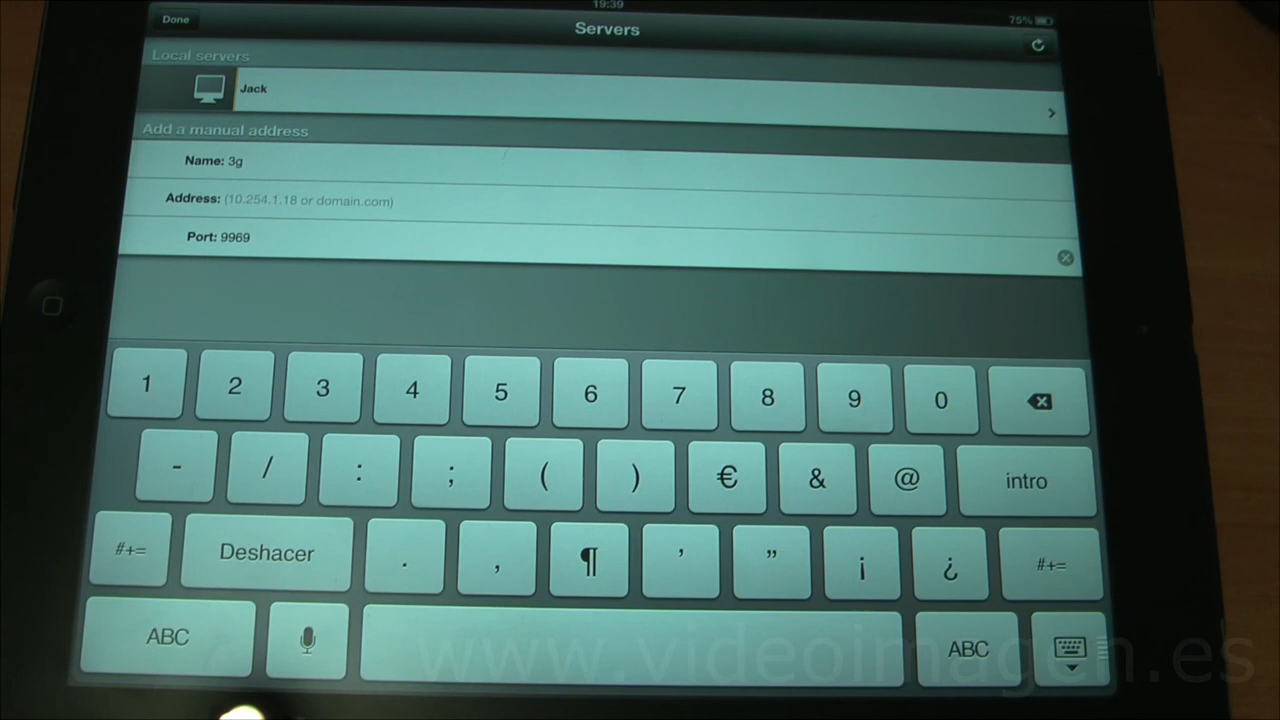 19:39
Done
Servers
75%
Local servers
Jack
Add a manual address
Name: 3g
Address: (10.254.1.18 or domain.com)
Port: 9969
1 2 3 4 5 6 7 8 9 0
- / : ; ( ) € & @ intro
#+= Deshacer . , ¶ ' " ¡ ¿ #+=
ABC ABC
www.videoimagen.es